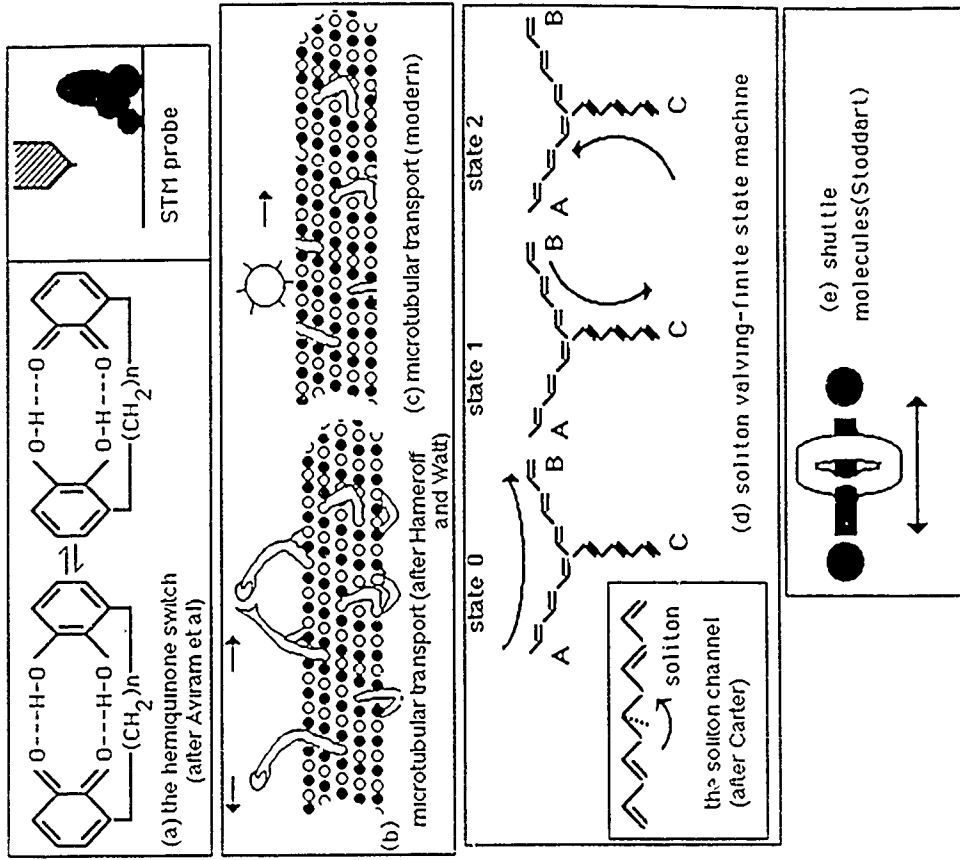 O---H-O
O---H-O
(CH2)n
O-H---O
O-H---O
(CH2)n
(a) the hemiquinone switch
(after Aviram et al)
STM probe
(b)
microtubular transport (after Hameroff
and Watt)
(c) microtubular transport (modern)
state 0
state 1
state 2
A
B
C
A
B
C
A
B
C
soliton
the soliton channel
(after Carter)
(d) soliton valving-finite state machine
(e) shuttle
molecules(Stoddart)